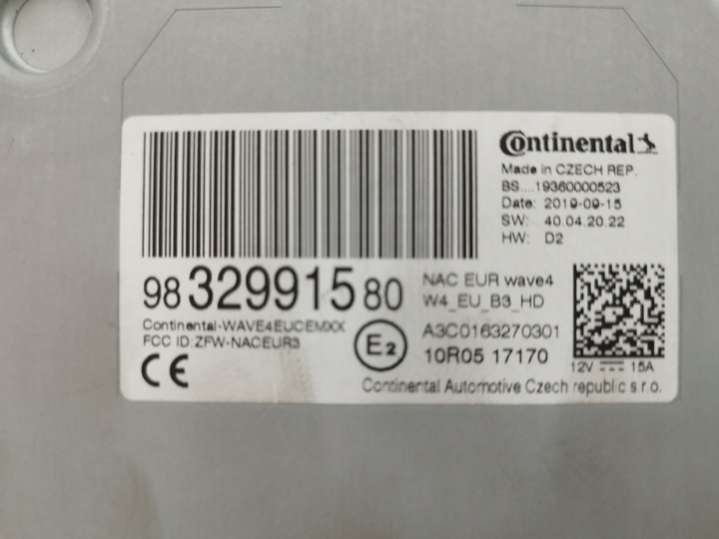 Continental
Made in CZECH REP.
BS....19360000523
Date: 2019-09-15
SW: 40.04.20.22
HW: D2
98 329915 80
NAC EUR wave4
W4_EU_B3_HD
Continental-WAVE4EUCEMXX
FCC ID:ZFW-NACEUR3
E2
A3C0163270301
10R05 17170
12V 15A
CE
Continental Automotive Czech republic s.r.o.